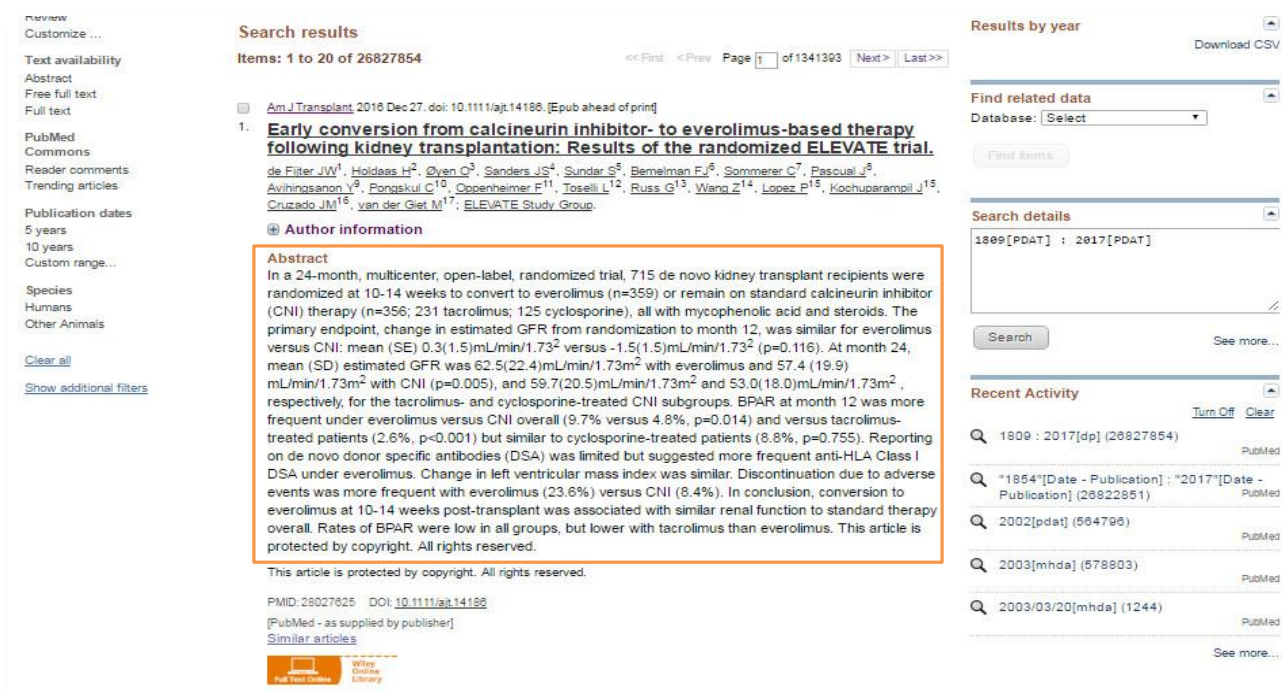 Review
Customize ...
Text availability
Abstract
Free full text
Full text
PubMed
Commons
Reader comments
Trending articles
Publication dates
5 years
10 years
Custom range...
Species
Humans
Other Animals
Clear all
Show additional filters
Search results
Items: 1 to 20 of 26827854
<< First < Prev Page 1 of 1341393 Next > Last >>
Am J Transplant. 2016 Dec 27. doi: 10.1111/ajt.14186. [Epub ahead of print]
1. Early conversion from calcineurin inhibitor- to everolimus-based therapy
following kidney transplantation: Results of the randomized ELEVATE trial.
de Fijter JW1, Holdaas H2, Øyen O3, Sanders JS4, Sundar S5, Bemelman FJ6, Sommerer C7, Pascual J8,
Avihingsanon Y9, Pongskul C10, Oppenheimer F11, Toselli L12, Russ G13, Wang Z14, Lopez P15, Kochuparampil J15,
Cruzado JM16, van der Giet M17; ELEVATE Study Group.
Author information
Abstract
In a 24-month, multicenter, open-label, randomized trial, 715 de novo kidney transplant recipients were
randomized at 10-14 weeks to convert to everolimus (n=359) or remain on standard calcineurin inhibitor
(CNI) therapy (n=356; 231 tacrolimus; 125 cyclosporine), all with mycophenolic acid and steroids. The
primary endpoint, change in estimated GFR from randomization to month 12, was similar for everolimus
versus CNI: mean (SE) 0.3(1.5)mL/min/1.73² versus -1.5(1.5)mL/min/1.73² (p=0.116). At month 24,
mean (SD) estimated GFR was 62.5(22.4)mL/min/1.73m² with everolimus and 57.4 (19.9)
mL/min/1.73m² with CNI (p=0.005), and 59.7(20.5)mL/min/1.73m² and 53.0(18.0)mL/min/1.73m² ,
respectively, for the tacrolimus- and cyclosporine-treated CNI subgroups. BPAR at month 12 was more
frequent under everolimus versus CNI overall (9.7% versus 4.8%, p=0.014) and versus tacrolimus-
treated patients (2.6%, p<0.001) but similar to cyclosporine-treated patients (8.8%, p=0.755). Reporting
on de novo donor specific antibodies (DSA) was limited but suggested more frequent anti-HLA Class I
DSA under everolimus. Change in left ventricular mass index was similar. Discontinuation due to adverse
events was more frequent with everolimus (23.6%) versus CNI (8.4%). In conclusion, conversion to
everolimus at 10-14 weeks post-transplant was associated with similar renal function to standard therapy
overall. Rates of BPAR were low in all groups, but lower with tacrolimus than everolimus. This article is
protected by copyright. All rights reserved.
This article is protected by copyright. All rights reserved.
PMID: 28027625 DOI: 10.1111/ajt.14186
[PubMed - as supplied by publisher]
Similar articles
Full Text Online
Wiley
Online
Library
Results by year
Download CSV
Find related data
Database: Select
Find items
Search details
1809[PDAT] : 2017[PDAT]
Search
See more...
Recent Activity
Turn Off Clear
1809 : 2017[dp] (26827854)
PubMed
"1854"[Date - Publication] : "2017"[Date -
Publication] (26822851) PubMed
2002[pdat] (564796)
PubMed
2003[mhda] (578803)
PubMed
2003/03/20[mhda] (1244)
PubMed
See more...